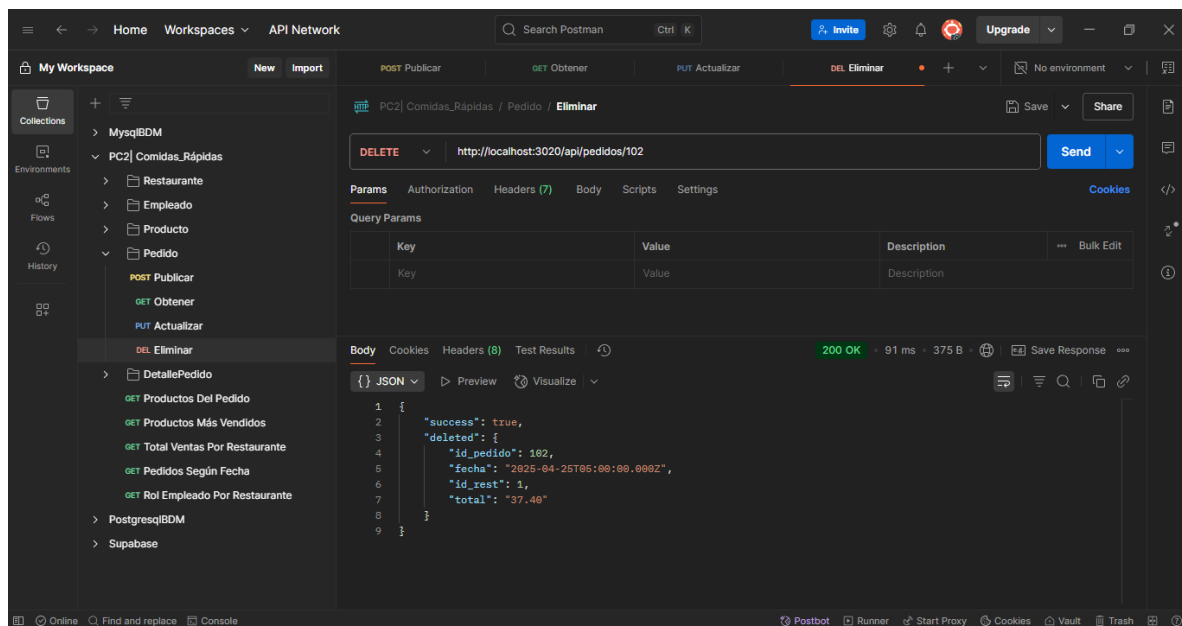 Home Workspaces API Network Search Postman Ctrl K Invite Upgrade
My Workspace New Import POST Publicar GET Obtener PUT Actualizar DEL Eliminar No environment
Collections
Environments
Flows
History
MysqlBDM
PC2| Comidas_Rápidas
Restaurante
Empleado
Producto
Pedido
POST Publicar
GET Obtener
PUT Actualizar
DEL Eliminar
DetallePedido
GET Productos Del Pedido
GET Productos Más Vendidos
GET Total Ventas Por Restaurante
GET Pedidos Según Fecha
GET Rol Empleado Por Restaurante
PostgresqlBDM
Supabase
HTTP PC2| Comidas_Rápidas / Pedido / Eliminar Save Share
DELETE http://localhost:3020/api/pedidos/102 Send
Params Authorization Headers (7) Body Scripts Settings Cookies
Query Params
Key Value Description Bulk Edit
Key Value Description
Body Cookies Headers (8) Test Results 200 OK 91 ms 375 B Save Response
{} JSON Preview Visualize
1 {
2 "success": true,
3 "deleted": {
4 "id_pedido": 102,
5 "fecha": "2025-04-25T05:00:00.000Z",
6 "id_rest": 1,
7 "total": "37.40"
8 }
9 }
Online Find and replace Console Postbot Runner Start Proxy Cookies Vault Trash